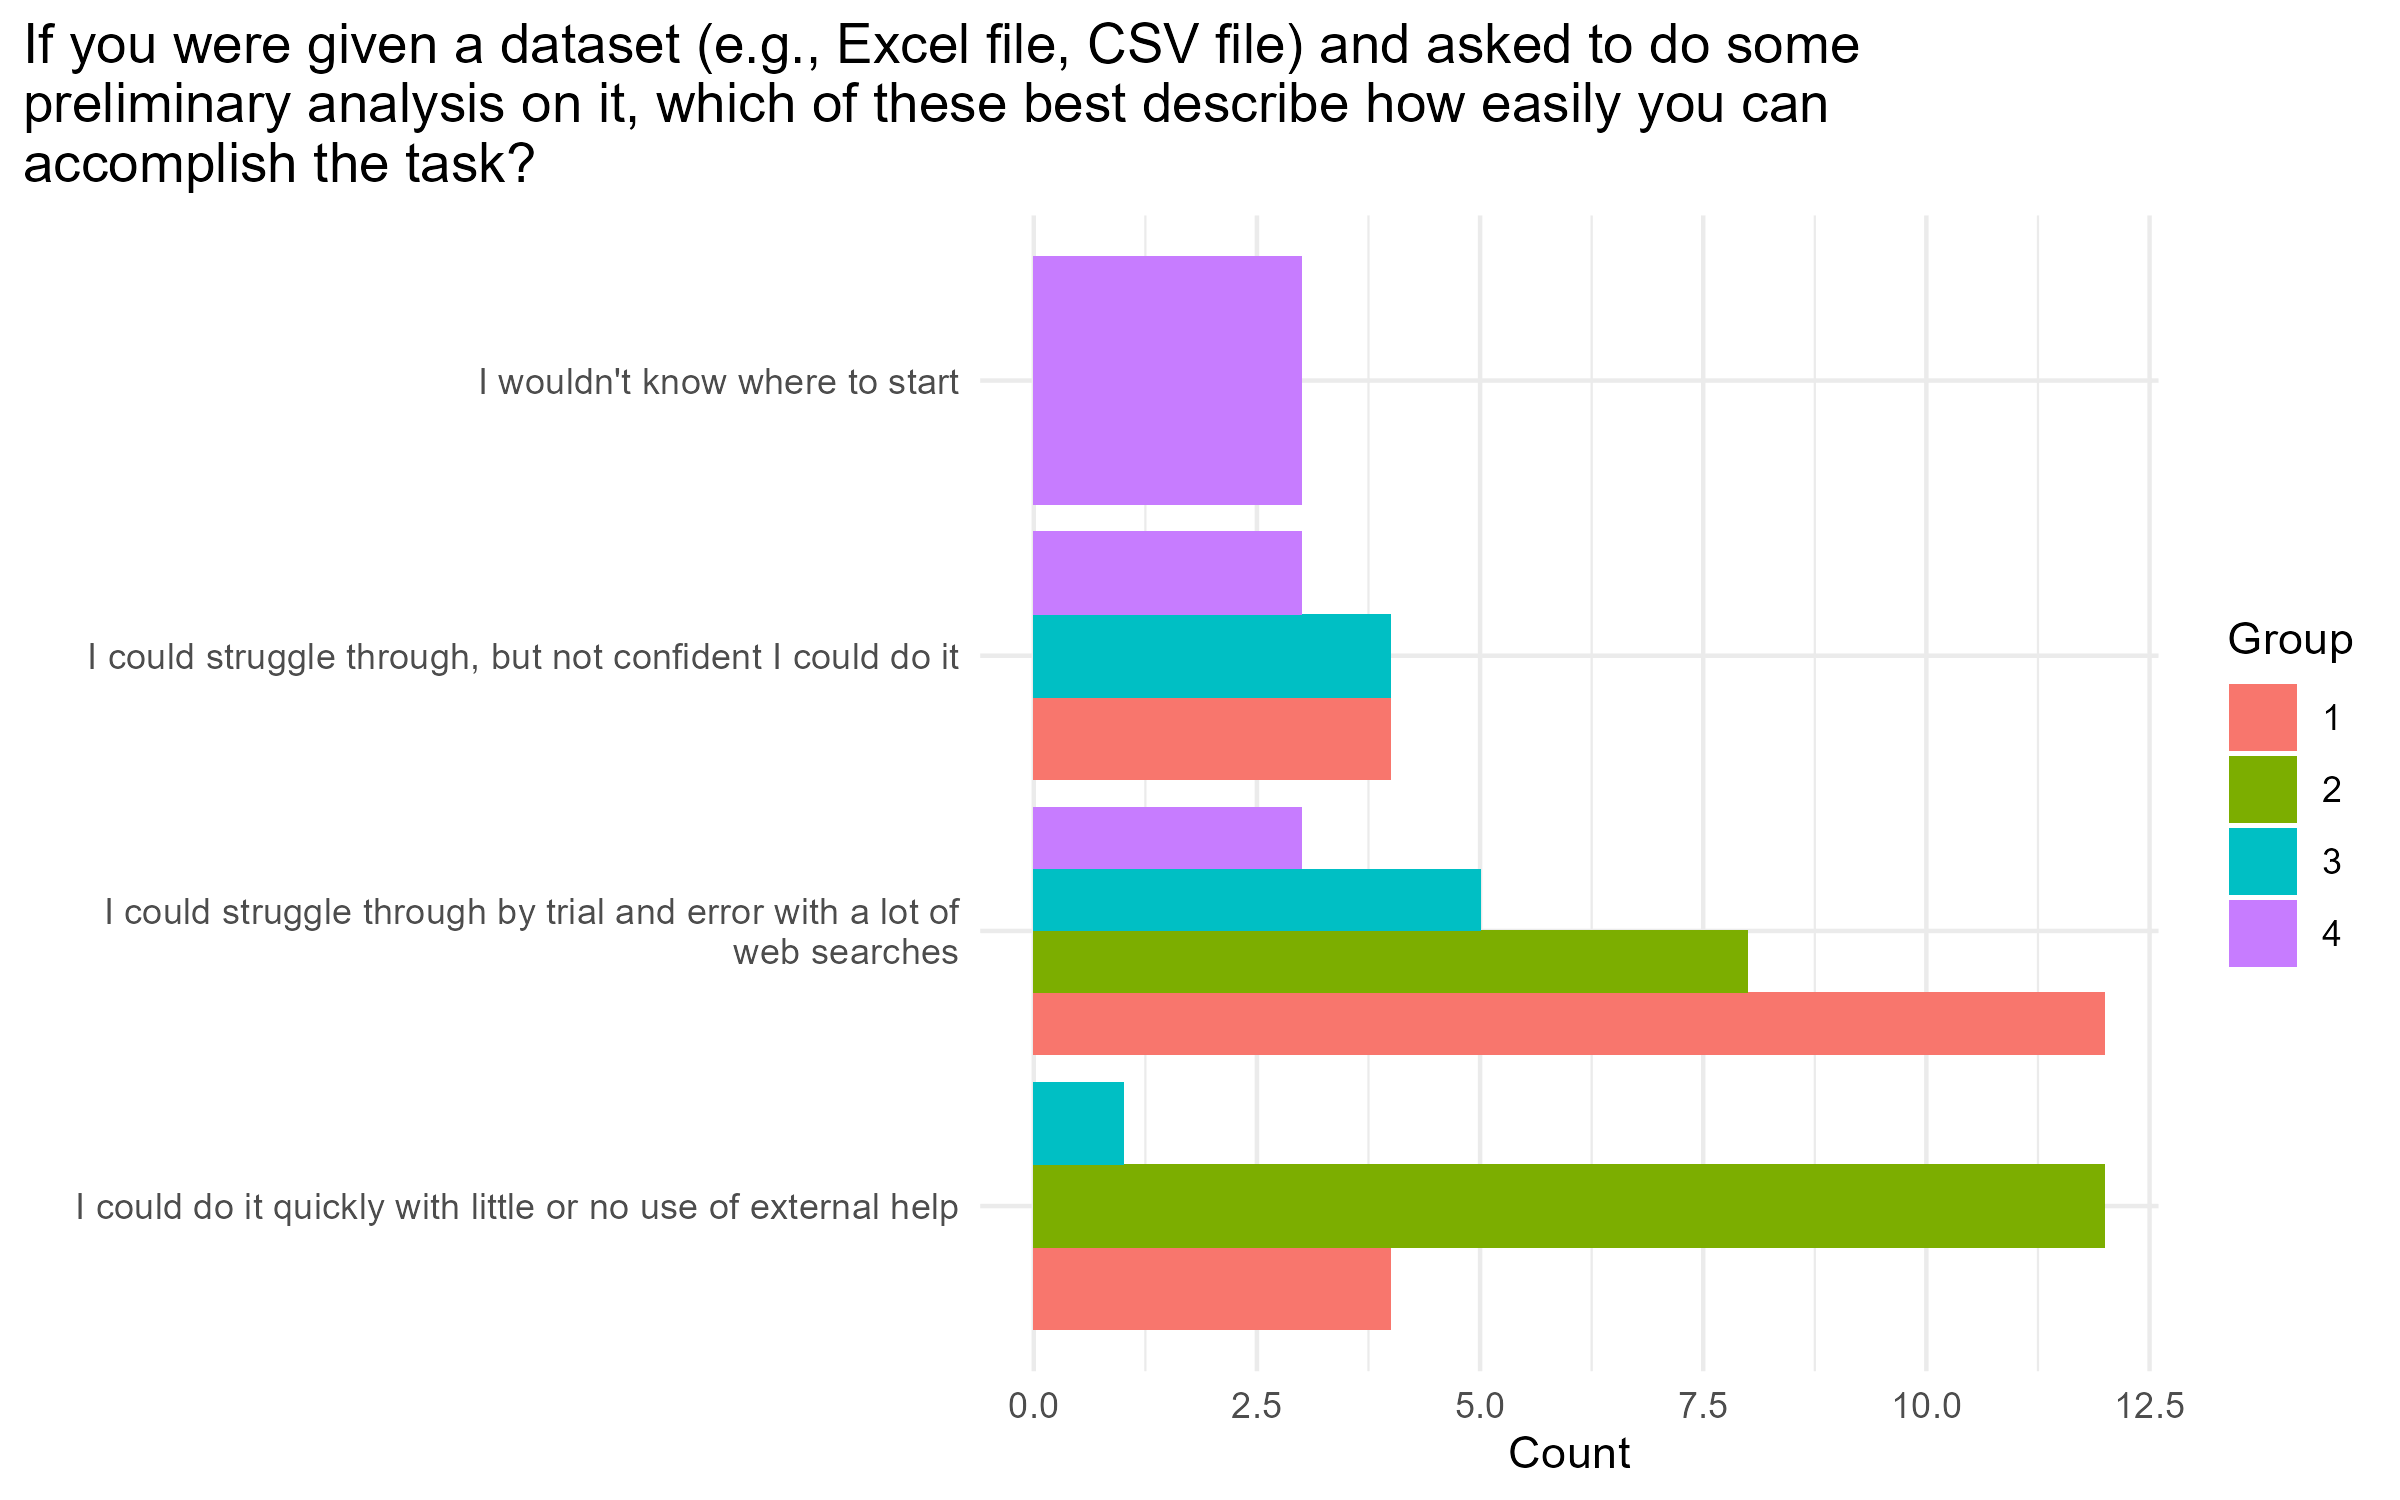 If you were given a dataset (e.g., Excel file, CSV file) and asked to do some
preliminary analysis on it, which of these best describe how easily you can
accomplish the task?
I wouldn't know where to start
I could struggle through, but not confident I could do it
I could struggle through by trial and error with a lot of
web searches
I could do it quickly with little or no use of external help
0.0 2.5 5.0 7.5 10.0 12.5
Count
Group
1
2
3
4